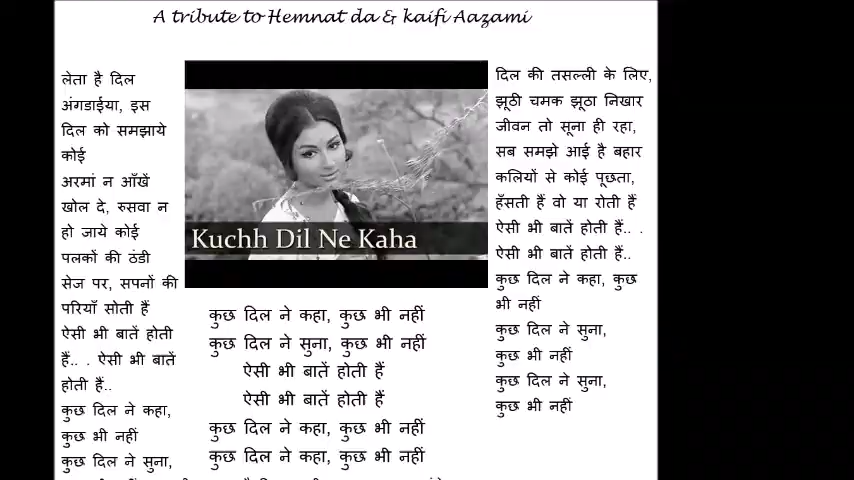 A tribute to Hemnat da & kaifi Aazami
लेता है दिल
अंगडाईया, इस
दिल को समझाये
कोई
अरमां न आँखें
खोल दे, रुसवा न
हो जाये कोई
पलकों की ठंडी
सेज पर, सपनों की
परियाँ सोती हैं
ऐसी भी बातें होती
हैं.. . ऐसी भी बातें
होती हैं..
कुछ दिल ने कहा,
कुछ भी नहीं
कुछ दिल ने सुना,
Kuchh Dil Ne Kaha
कुछ दिल ने कहा, कुछ भी नहीं
कुछ दिल ने सुना, कुछ भी नहीं
ऐसी भी बातें होती हैं
ऐसी भी बातें होती हैं
कुछ दिल ने कहा, कुछ भी नहीं
कुछ दिल ने कहा, कुछ भी नहीं
दिल की तसल्ली के लिए,
झूठी चमक झूठा निखार
जीवन तो सूना ही रहा,
सब समझे आई है बहार
कलियों से कोई पूछता,
हँसती हैं वो या रोती हैं
ऐसी भी बातें होती हैं.. .
ऐसी भी बातें होती हैं..
कुछ दिल ने कहा, कुछ
भी नहीं
कुछ दिल ने सुना,
कुछ भी नहीं
कुछ दिल ने सुना,
कुछ भी नहीं